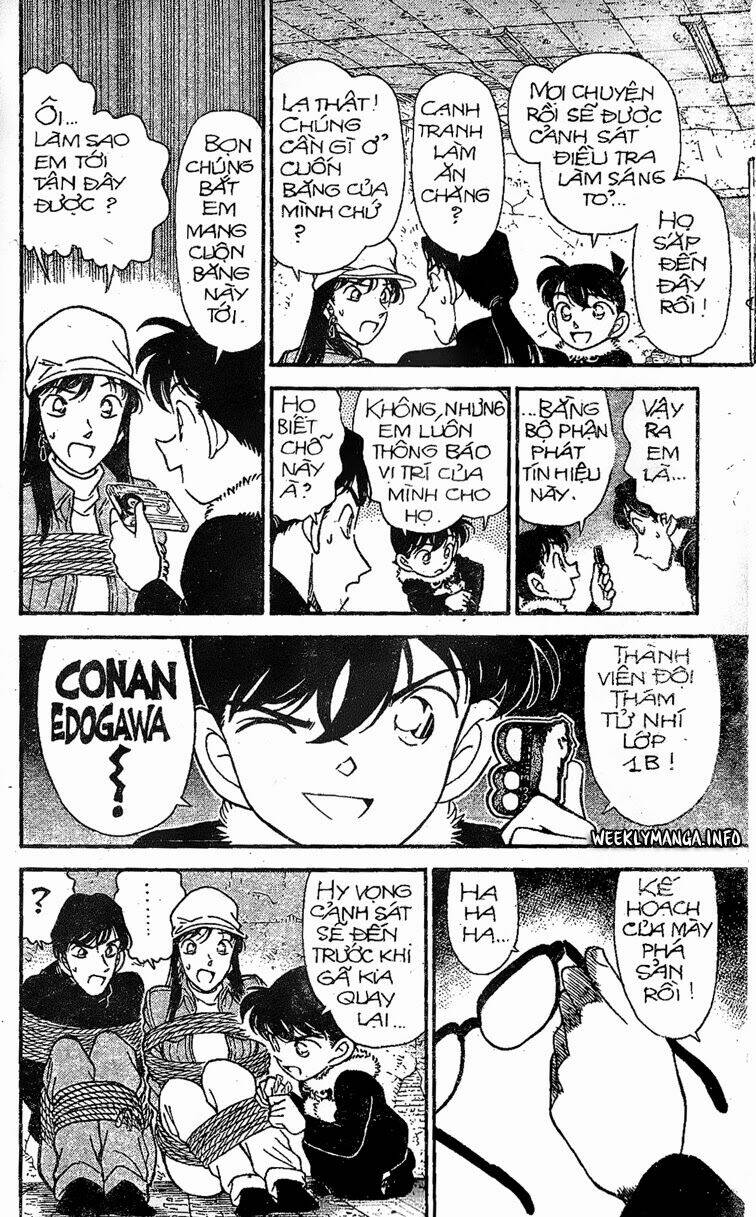 ÔI...
LÀM SAO
EM TỚI
TẬN ĐÂY
ĐƯỢC ?
BỌN
CHÚNG
BẮT
EM
MANG
CUỘN
BĂNG
NÀY
TỚI.
LẠ THẬT !
CHÚNG
CẦN GÌ Ở
CUỐN
BĂNG CỦA
MÌNH CHỨ
?
CẠNH
TRANH
LÀM
ĂN
CHĂNG
?
MỌI CHUYỆN
RỒI SẼ ĐƯỢC
CẢNH SÁT
ĐIỀU TRA
LÀM SÁNG
TỎ...
HỌ
SẮP
ĐẾN
ĐÂY
RỒI !
HỌ
BIẾT
CHỖ
NÀY
À ?
KHÔNG, NHƯNG
EM LUÔN
THÔNG BÁO
VỊ TRÍ CỦA
MÌNH CHO
HỌ.
...BẰNG
BỘ PHẬN
PHÁT
TÍN HIỆU
NÀY.
VẬY
RA
EM
LÀ...
CONAN
EDOGAWA
!
THÀNH
VIÊN ĐỘI
THÁM
TỬ NHÍ
LỚP
1B !
WEEKLYMANGA.INFO
?
......
HY VỌNG
CẢNH SÁT
SẼ ĐẾN
TRƯỚC KHI
GÃ KIA
QUAY
LẠI...
HA
HA
HA...
KẾ
HOẠCH
CỦA MÀY
PHÁ
SẢN
RỒI !